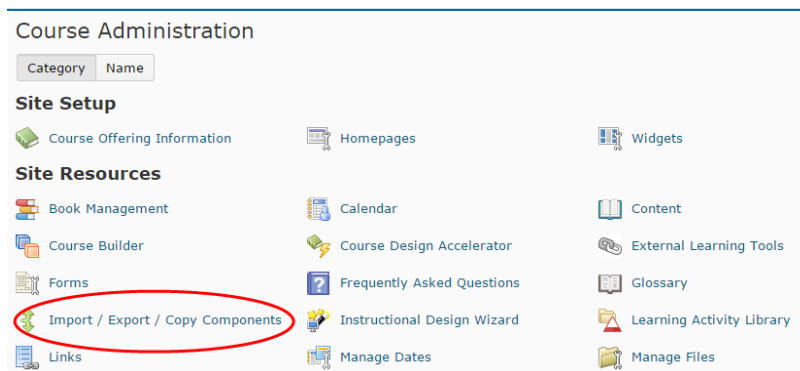 Course Administration
Category Name
Site Setup
Course Offering Information Homepages Widgets
Site Resources
Book Management Calendar Content
Course Builder Course Design Accelerator External Learning Tools
Forms Frequently Asked Questions Glossary
Import / Export / Copy Components Instructional Design Wizard Learning Activity Library
Links Manage Dates Manage Files